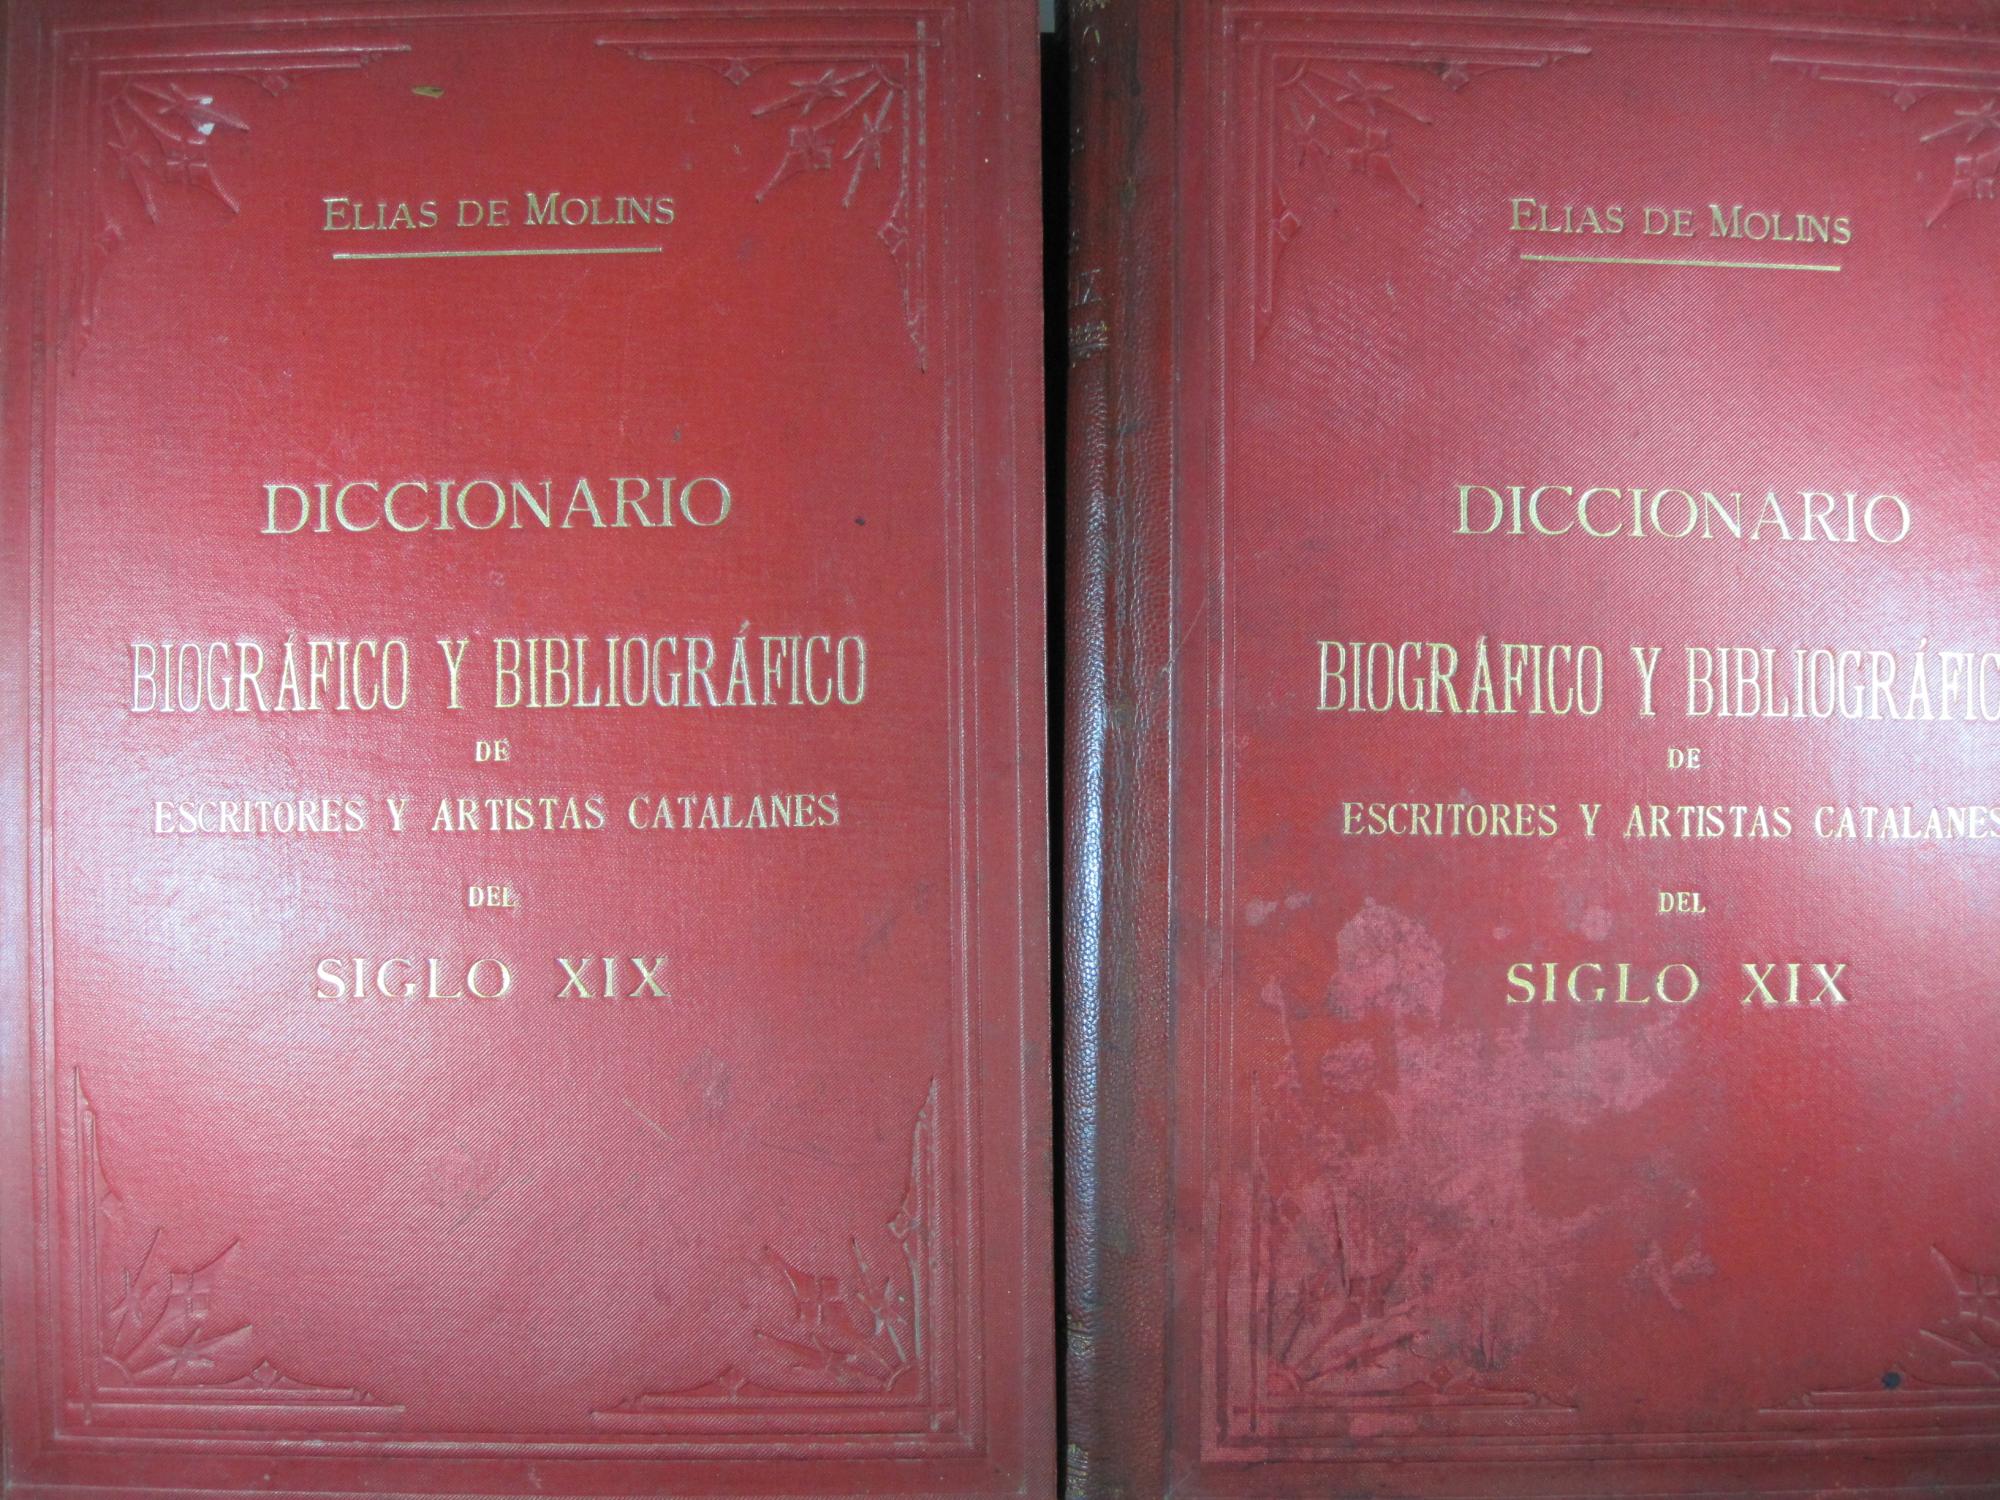 ELIAS DE MOLINS
DICCIONARIO
BIOGRÁFICO Y BIBLIOGRÁFICO
DE
ESCRITORES Y ARTISTAS CATALANES
DEL
SIGLO XIX
ELIAS DE MOLINS
DICCIONARIO
BIOGRÁFICO Y BIBLIOGRÁFIC
DE
ESCRITORES Y ARTISTAS CATALANES
DEL
SIGLO XIX